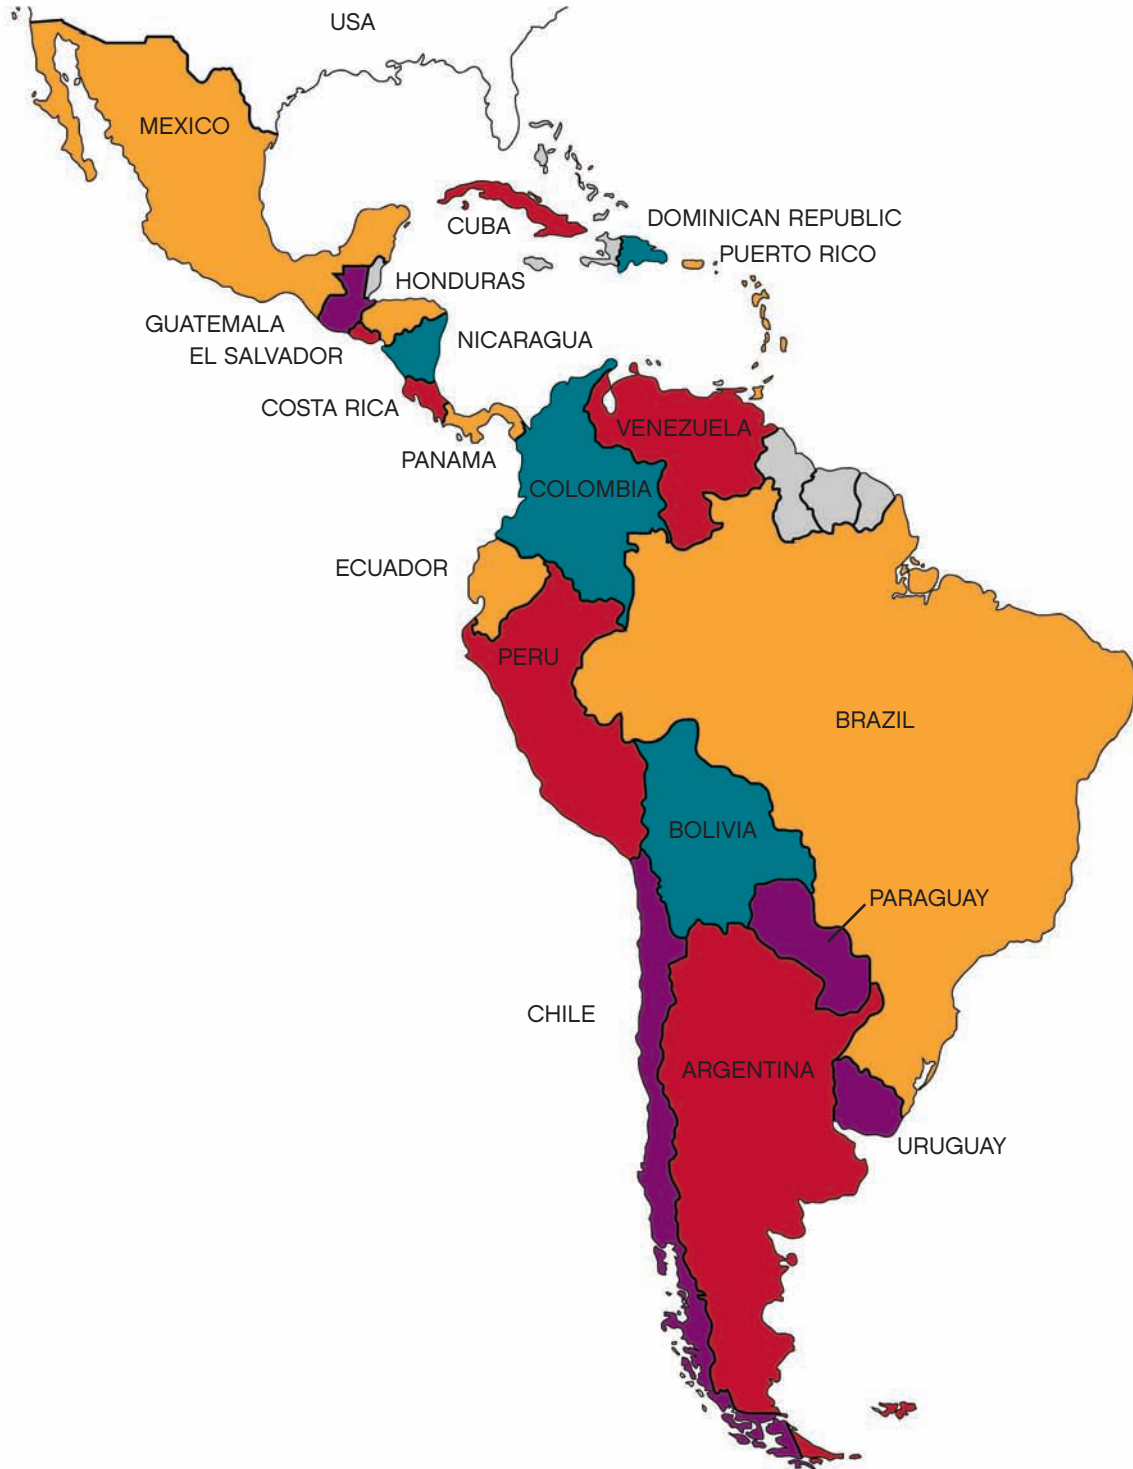 USA
MEXICO
CUBA
DOMINICAN REPUBLIC
PUERTO RICO
HONDURAS
GUATEMALA
NICARAGUA
EL SALVADOR
COSTA RICA
VENEZUELA
PANAMA
COLOMBIA
ECUADOR
PERU
BRAZIL
BOLIVIA
PARAGUAY
CHILE
ARGENTINA
URUGUAY